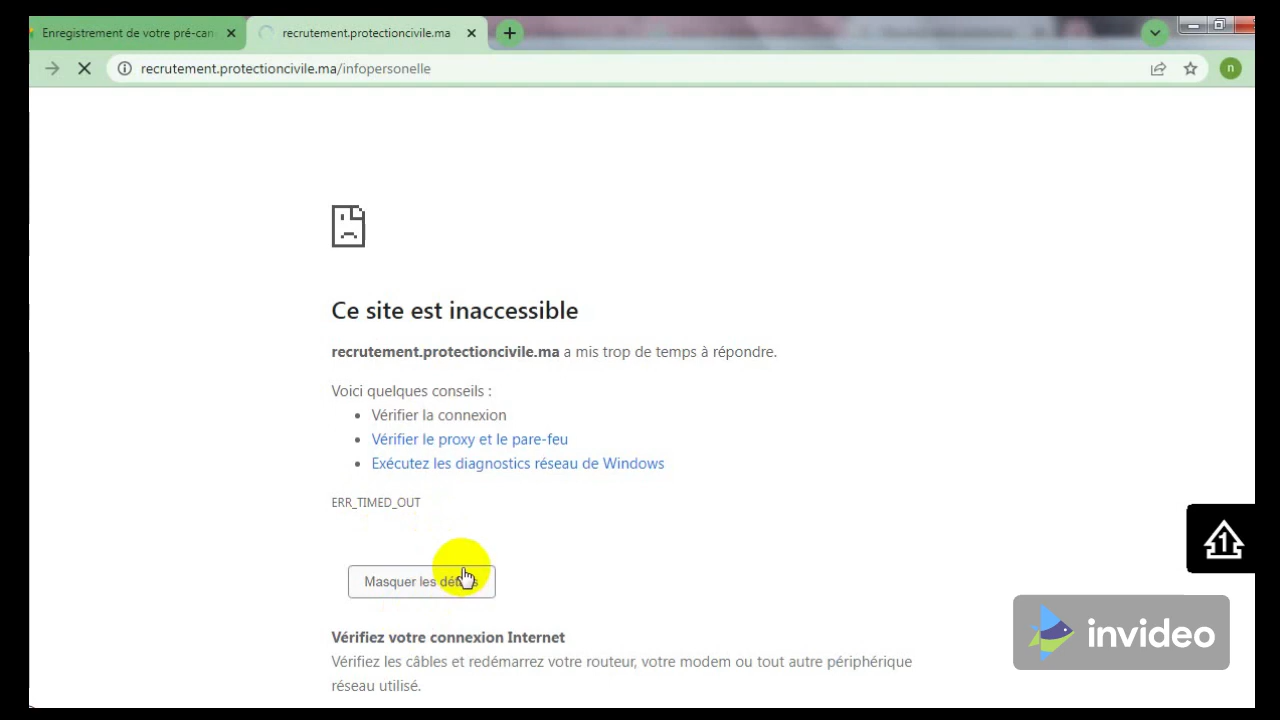 Enregistrement de votre pré-can
recrutement.protectioncivile.ma
recrutement.protectioncivile.ma/infopersonelle
n
Ce site est inaccessible
recrutement.protectioncivile.ma a mis trop de temps à répondre.
Voici quelques conseils :
Vérifier la connexion
Vérifier le proxy et le pare-feu
Exécutez les diagnostics réseau de Windows
ERR_TIMED_OUT
1
Masquer les détails
invideo
Vérifiez votre connexion Internet
Vérifiez les câbles et redémarrez votre routeur, votre modem ou tout autre périphérique
réseau utilisé.